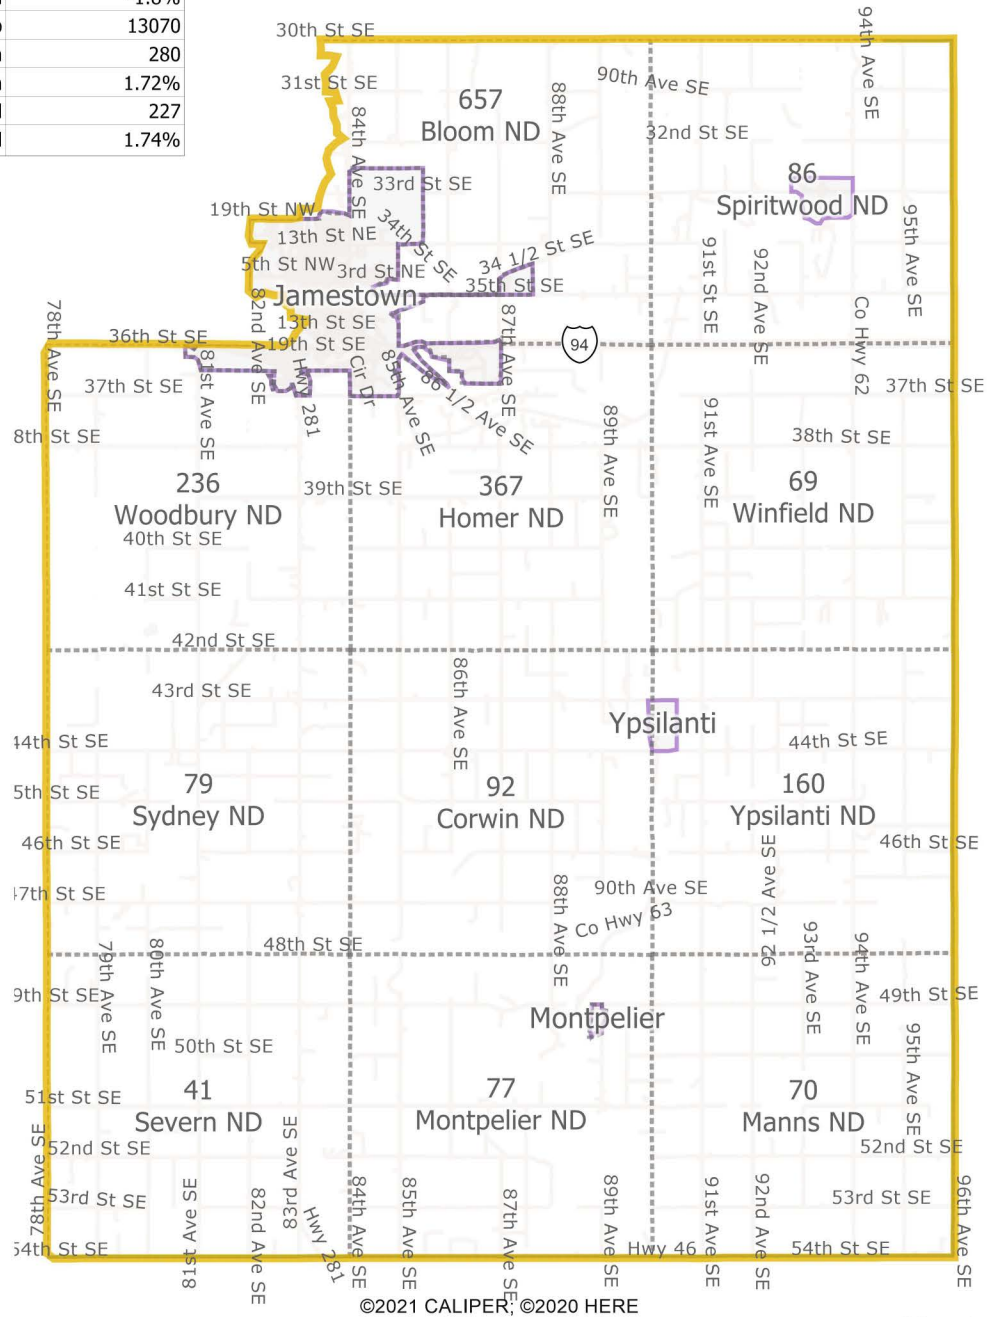 1.8%
13070
280
1.72%
227
1.74%
30th St SE
94th Ave SE
31st St SE
90th Ave SE
657
Bloom ND
88th Ave SE
84th Ave SE
32nd St SE
33rd St SE
86
Spiritwood ND
19th St NW
34th St SE
95th Ave SE
13th St NE
34 1/2 St SE
91st St SE
92nd Ave SE
5th St NW
3rd St NE
35th St SE
Jamestown
82nd Ave SE
Co Hwy 62
78th Ave SE
13th St SE
87th Ave SE
36th St SE
19th St SE
94
81st Ave SE
Hwy 281
Cir Dr
85th Ave SE
86 1/2 Ave SE
37th St SE
37th St SE
89th Ave SE
91st Ave SE
8th St SE
38th St SE
236
Woodbury ND
39th St SE
367
Homer ND
69
Winfield ND
40th St SE
41st St SE
42nd St SE
86th Ave SE
43rd St SE
Ypsilanti
44th St SE
44th St SE
79
Sydney ND
92
Corwin ND
160
Ypsilanti ND
5th St SE
46th St SE
46th St SE
92 1/2 Ave SE
47th St SE
88th Ave SE
90th Ave SE
Co Hwy 63
48th St SE
93rd Ave SE
94th Ave SE
79th Ave SE
80th Ave SE
9th St SE
49th St SE
Montpelier
50th St SE
95th Ave SE
51st St SE
41
Severn ND
77
Montpelier ND
70
Manns ND
78th Ave SE
52nd St SE
83rd Ave SE
52nd St SE
53rd St SE
81st Ave SE
82nd Ave SE
Hwy 281
84th Ave SE
85th Ave SE
87th Ave SE
89th Ave SE
91st Ave SE
92nd Ave SE
53rd St SE
96th Ave SE
54th St SE
Hwy 46
54th St SE
©2021 CALIPER; ©2020 HERE